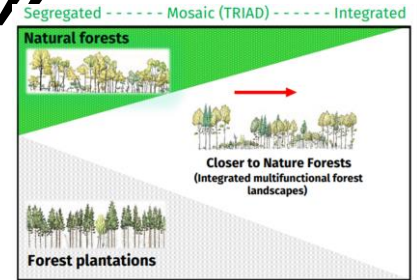 Segregated - - - - - - Mosaic (TRIAD) - - - - - - Integrated
Natural forests
Closer to Nature Forests
(Integrated multifunctional forest
landscapes)
Forest plantations